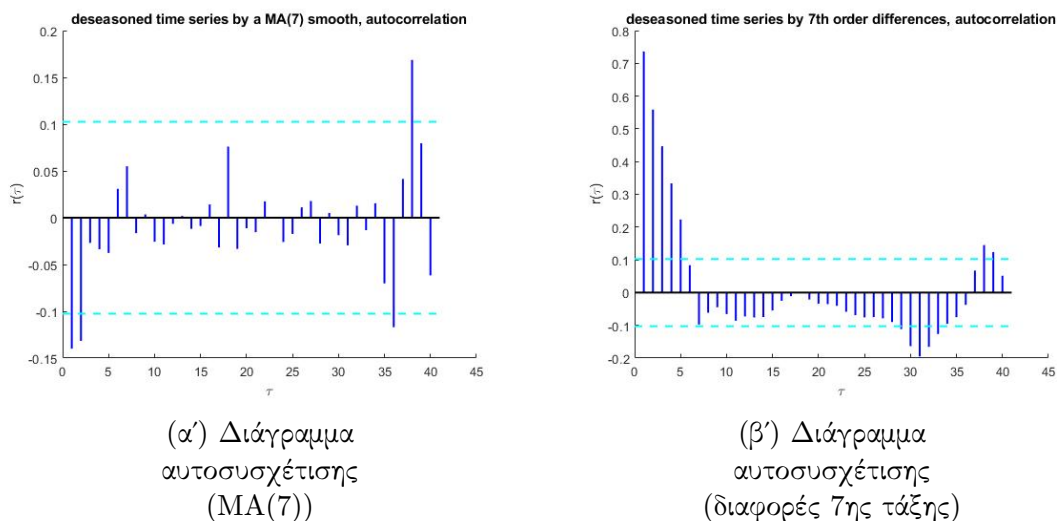 deseasoned time series by a MA(7) smooth, autocorrelation
0.2
0.15
0.1
0.05
0
-0.05
-0.1
-0.15
r(τ)
0 5 10 15 20 25 30 35 40 45
τ
(α') Διάγραμμα
αυτοσυσχέτισης
(MA(7))
deseasoned time series by 7th order differences, autocorrelation
0.8
0.7
0.6
0.5
0.4
0.3
0.2
0.1
0
-0.1
-0.2
r(τ)
0 5 10 15 20 25 30 35 40 45
τ
(β') Διάγραμμα
αυτοσυσχέτισης
(διαφορές 7ης τάξης)